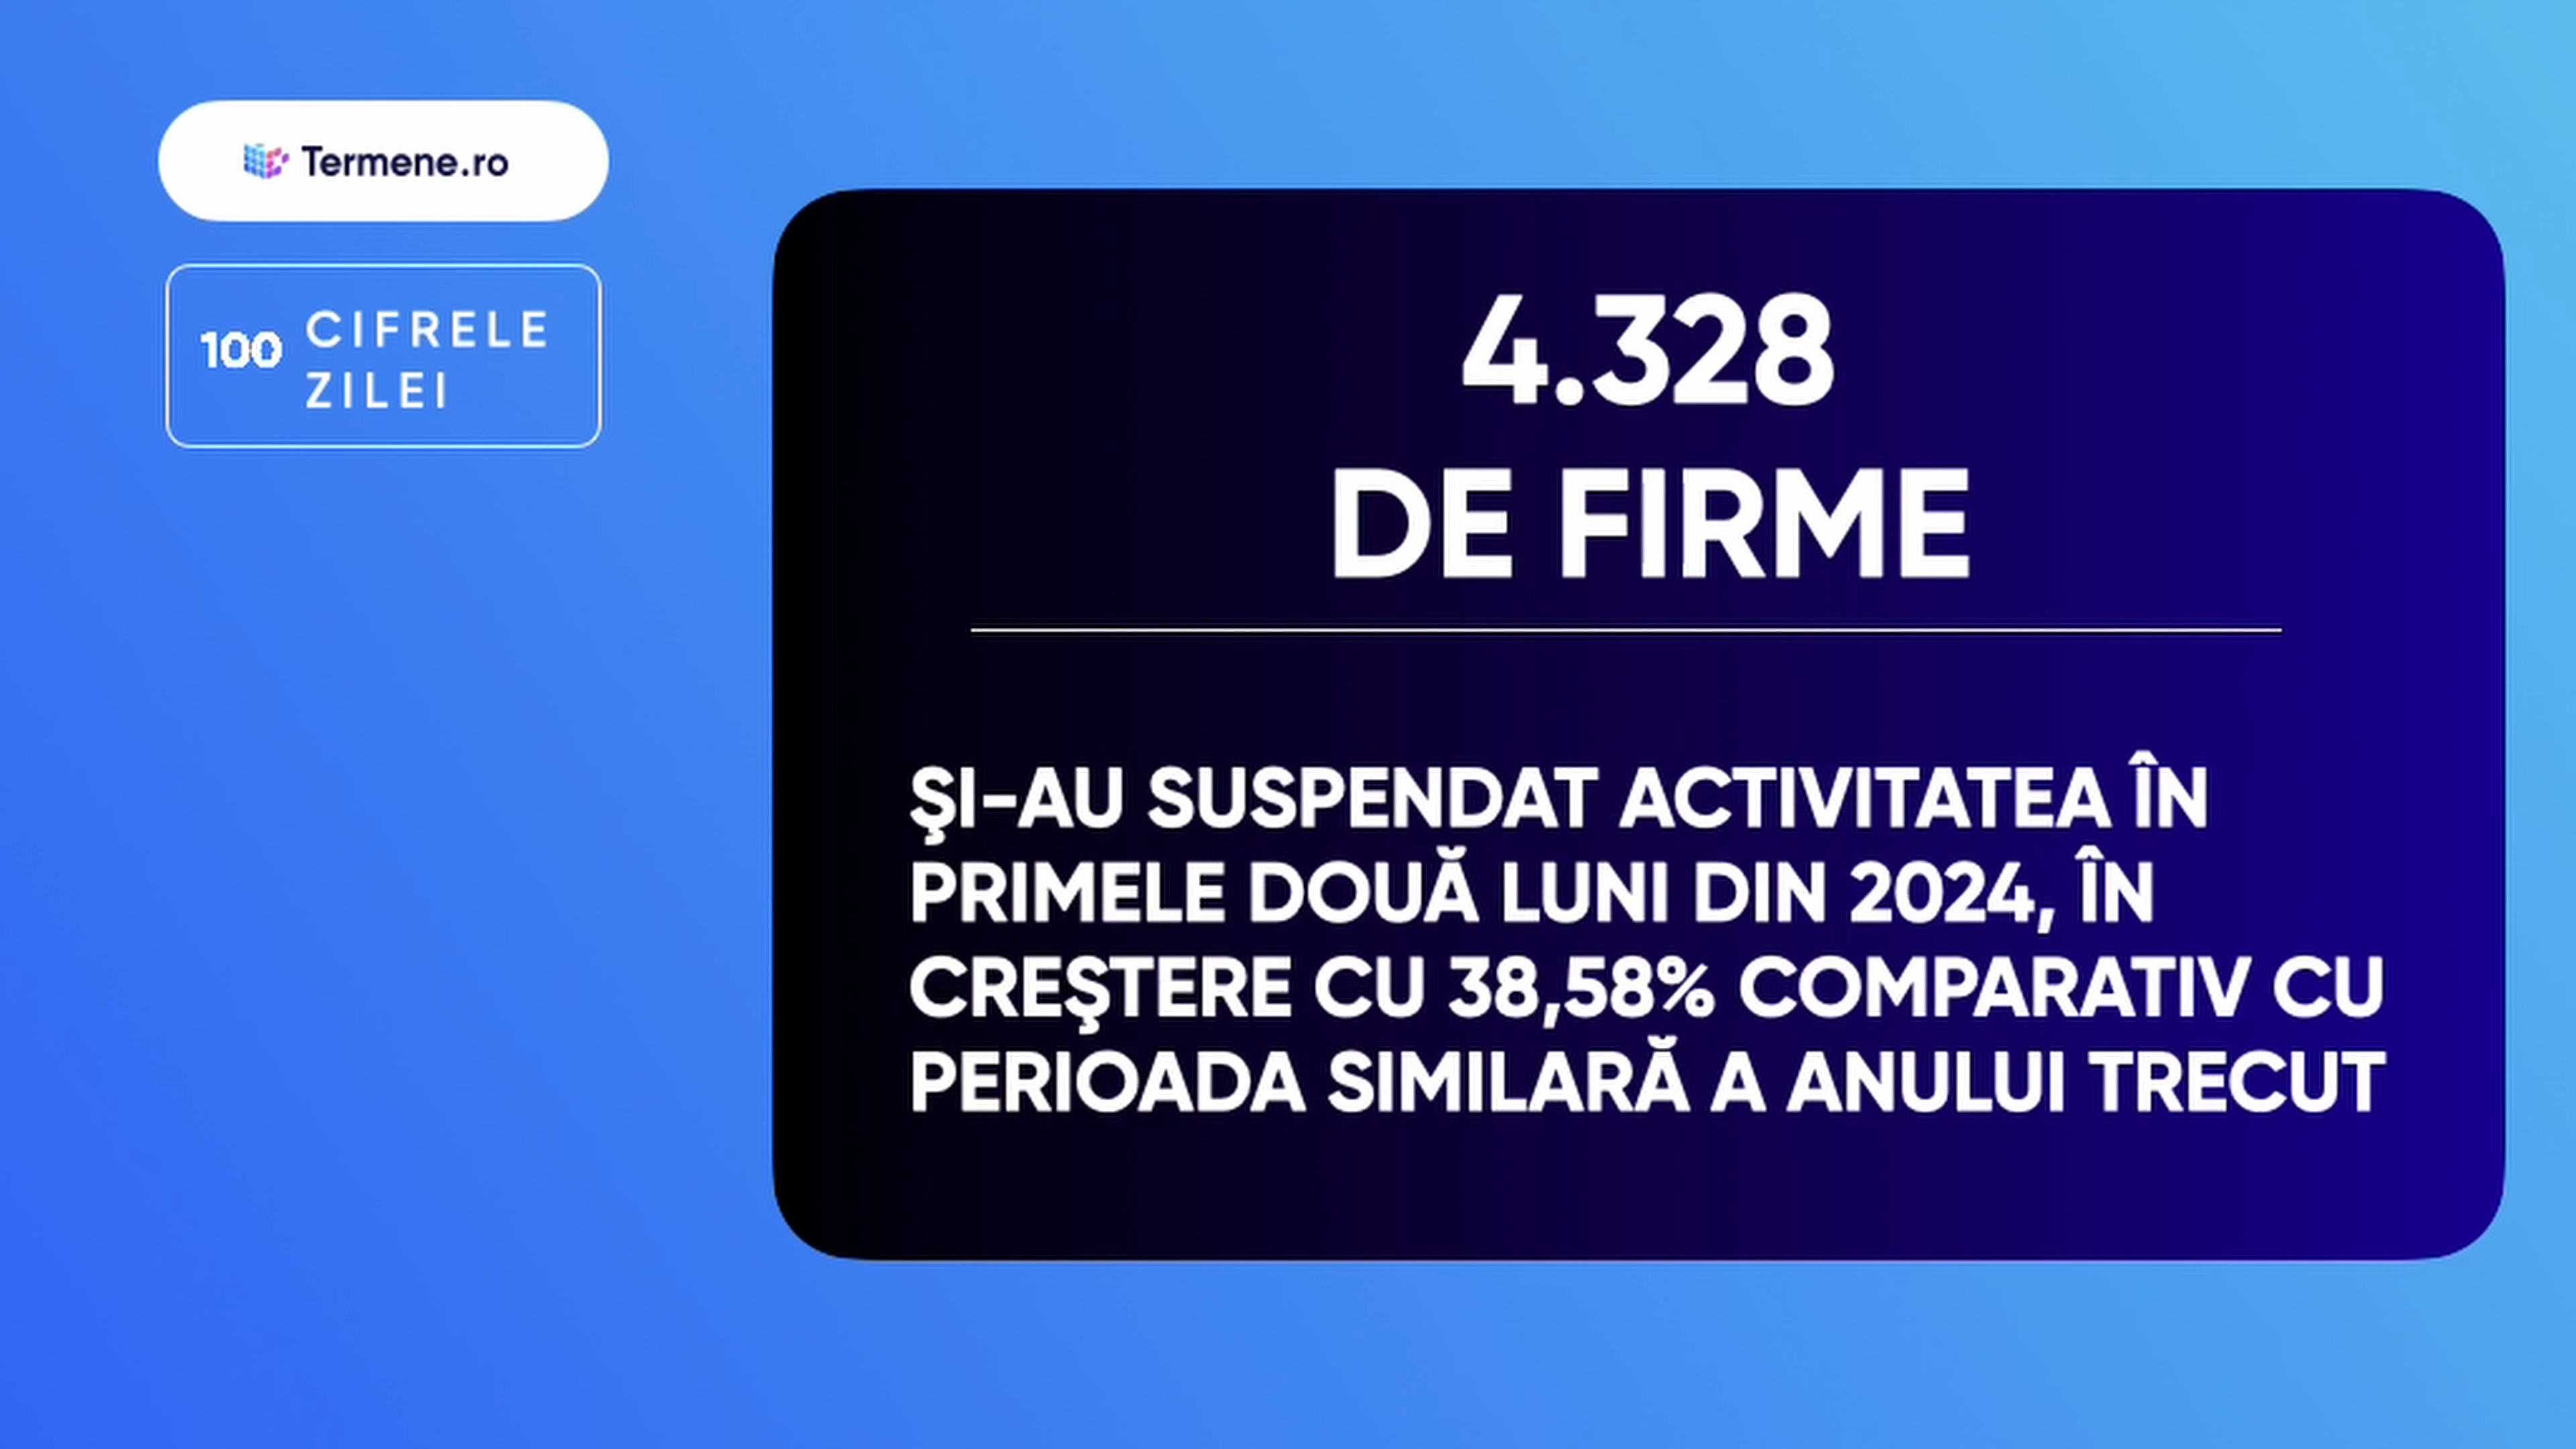 Termene.ro
100 CIFRELE
ZILEI
4.328
DE FIRME
ŞI-AU SUSPENDAT ACTIVITATEA ÎN
PRIMELE DOUĂ LUNI DIN 2024, ÎN
CREŞTERE CU 38,58% COMPARATIV CU
PERIOADA SIMILARĂ A ANULUI TRECUT